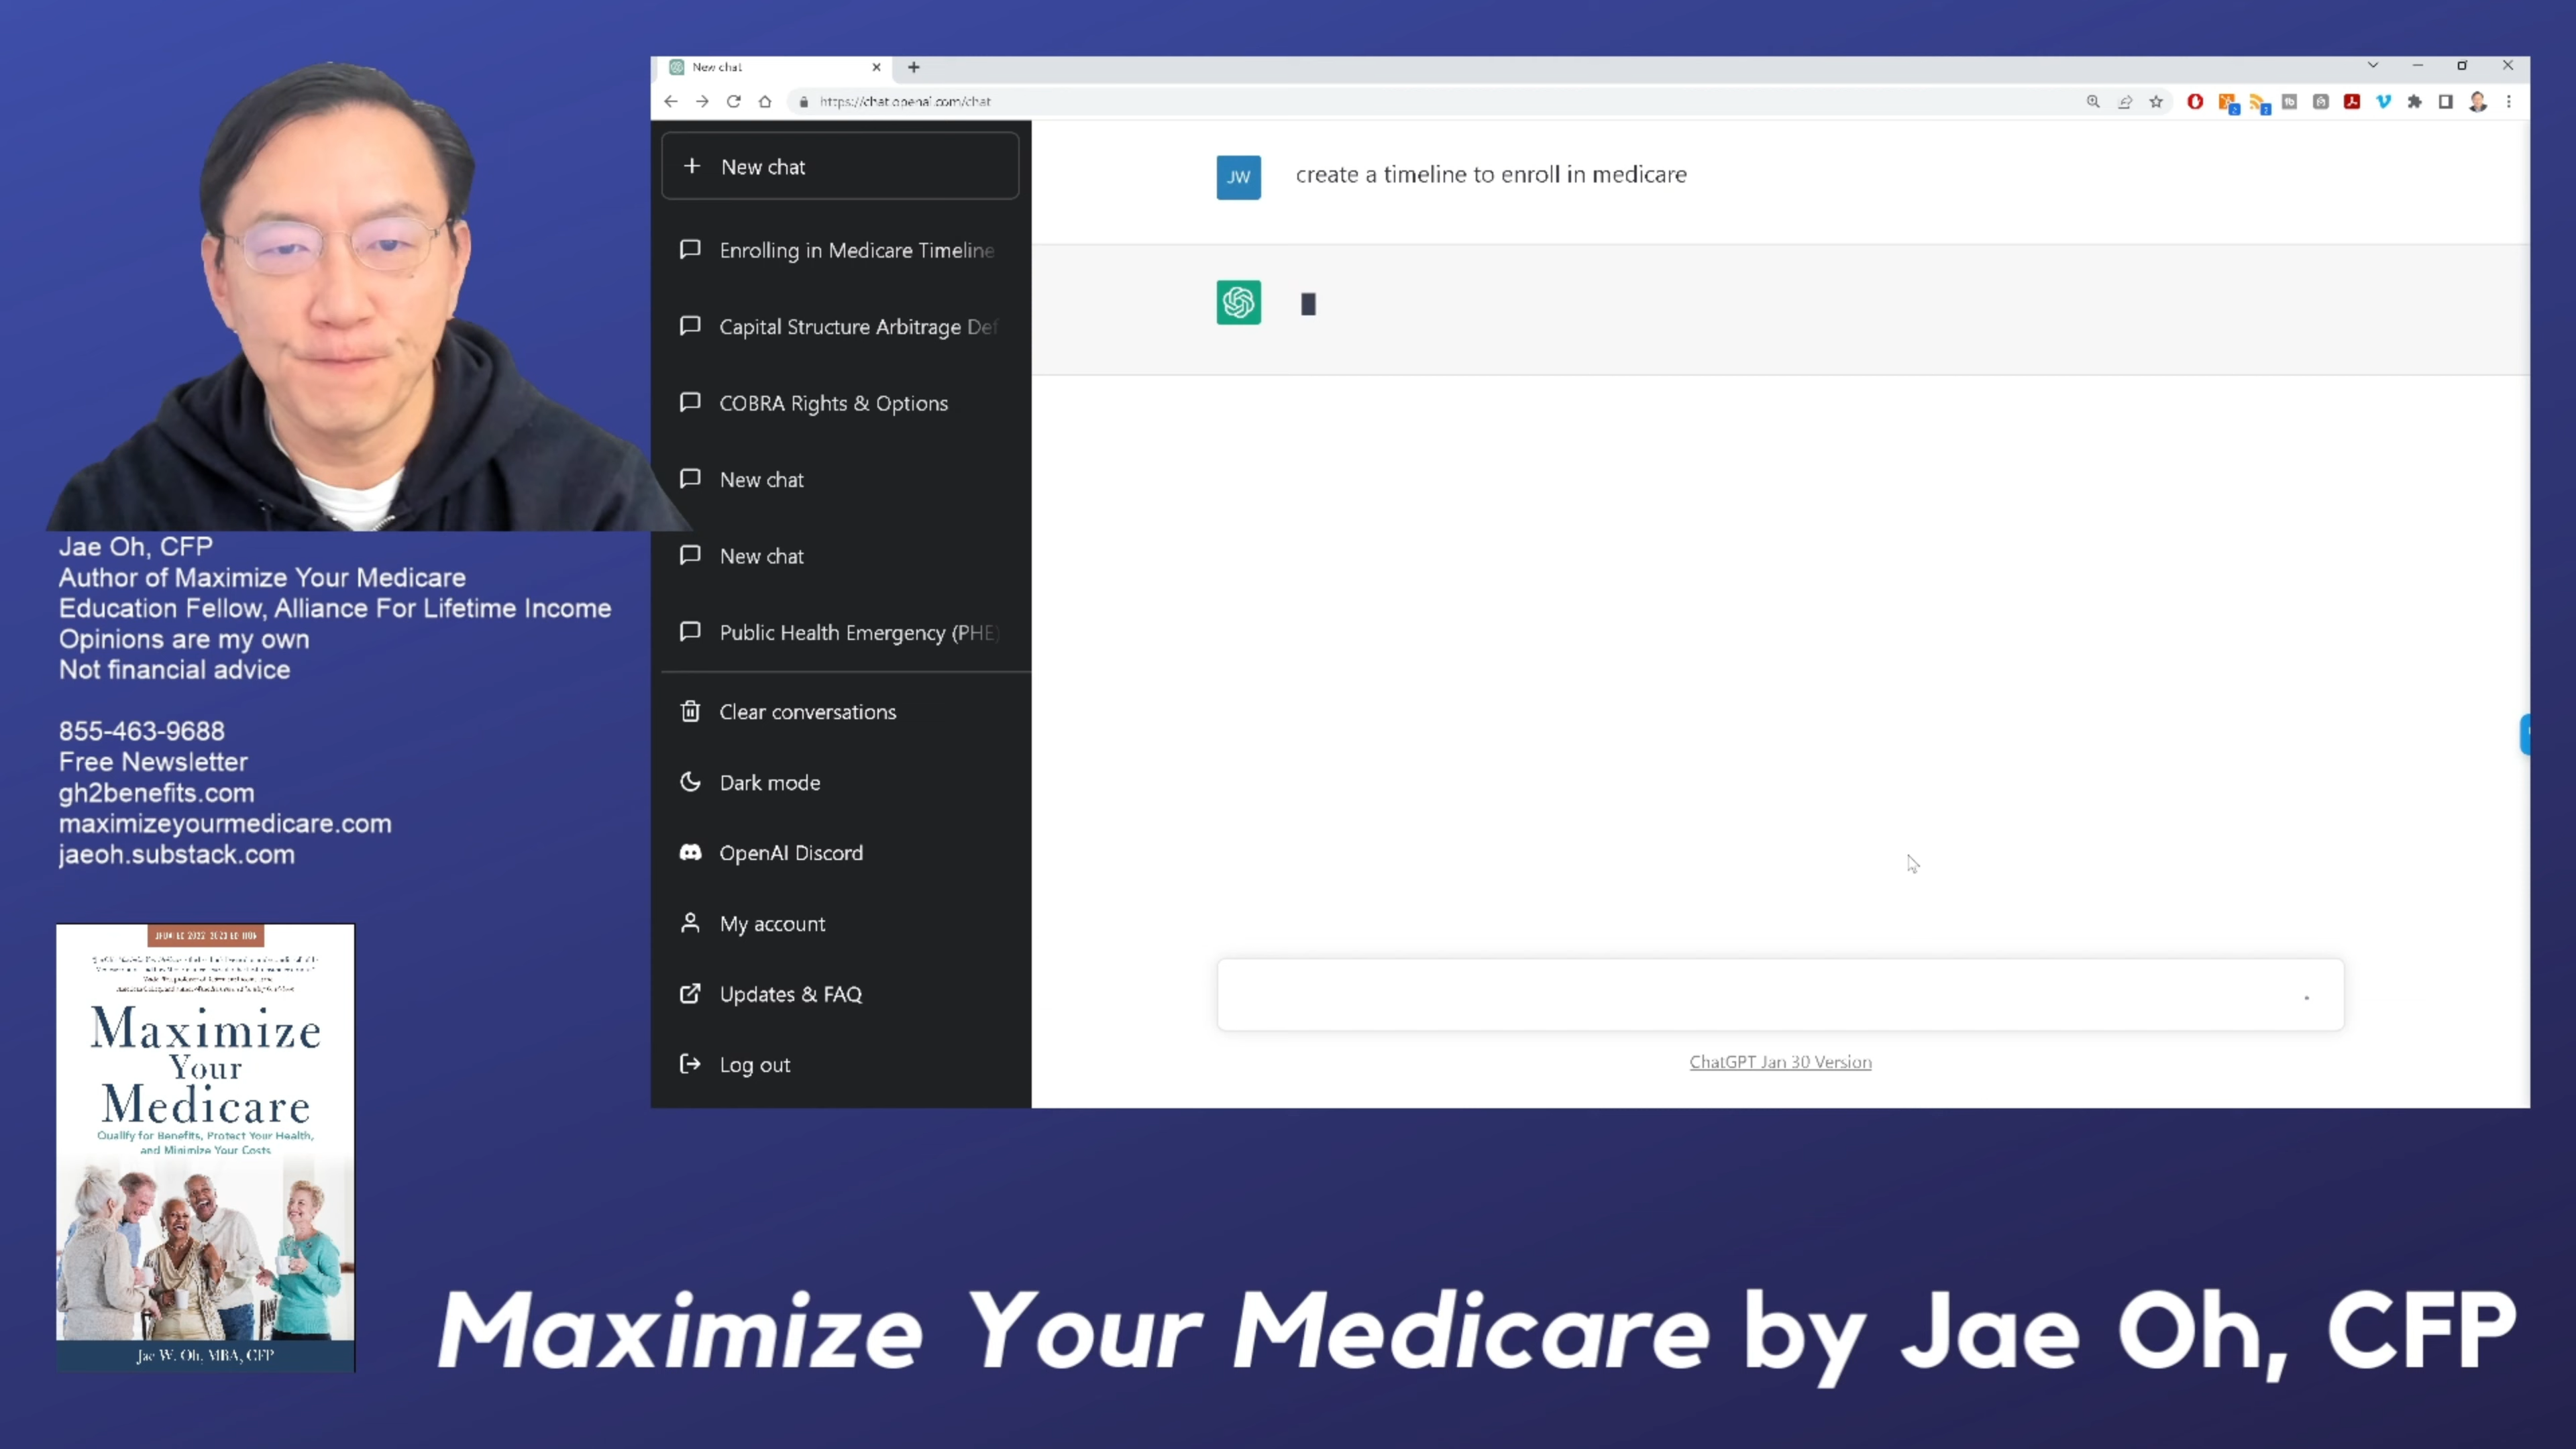 New chat
https://chat.openai.com/chat
New chat
Enrolling in Medicare Timeline
Capital Structure Arbitrage Def
COBRA Rights & Options
New chat
New chat
Public Health Emergency (PHE)
Clear conversations
Dark mode
OpenAI Discord
My account
Updates & FAQ
Log out
JW
create a timeline to enroll in medicare
ChatGPT Jan 30 Version
Jae Oh, CFP
Author of Maximize Your Medicare
Education Fellow, Alliance For Lifetime Income
Opinions are my own
Not financial advice
855-463-9688
Free Newsletter
gh2benefits.com
maximizeyourmedicare.com
jaeoh.substack.com
Maximize
Your
Medicare
Qualify for Benefits, Protect Your Health,
and Minimize Your Costs
Jae W. Oh, MBA, CFP
Maximize Your Medicare by Jae Oh, CFP